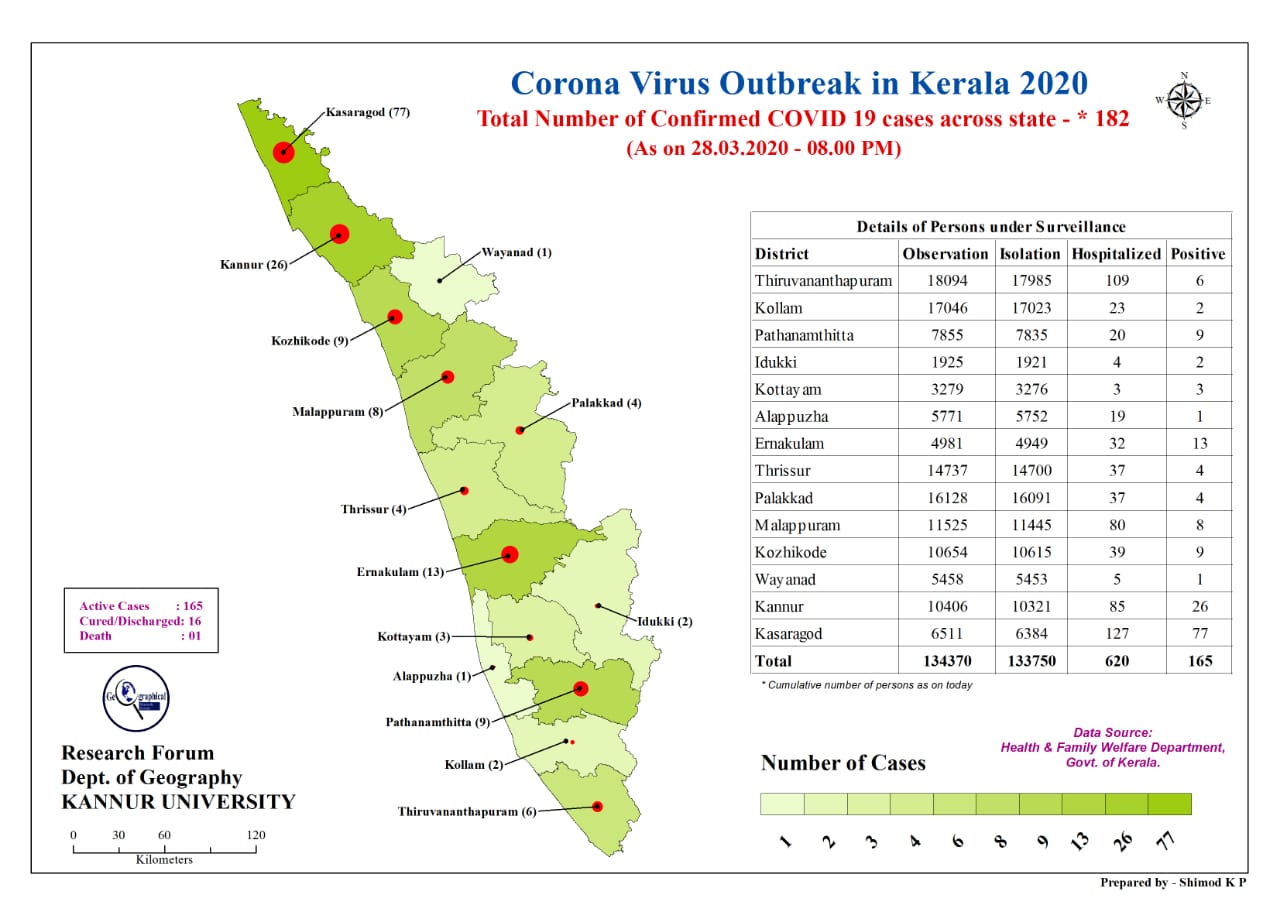 Corona Virus Outbreak in Kerala 2020
Total Number of Confirmed COVID 19 cases across state - * 182
(As on 28.03.2020 - 08.00 PM)
N
W E
S
Kasaragod (77)
Kannur (26)
Wayanad (1)
Kozhikode (9)
Malappuram (8)
Palakkad (4)
Thrissur (4)
Ernakulam (13)
Idukki (2)
Kottayam (3)
Alappuzha (1)
Pathanamthitta (9)
Kollam (2)
Thiruvananthapuram (6)
Details of Persons under Surveillance
District Observation Isolation Hospitalized Positive
Thiruvananthapuram 18094 17985 109 6
Kollam 17046 17023 23 2
Pathanamthitta 7855 7835 20 9
Idukki 1925 1921 4 2
Kottayam 3279 3276 3 3
Alappuzha 5771 5752 19 1
Ernakulam 4981 4949 32 13
Thrissur 14737 14700 37 4
Palakkad 16128 16091 37 4
Malappuram 11525 11445 80 8
Kozhikode 10654 10615 39 9
Wayanad 5458 5453 5 1
Kannur 10406 10321 85 26
Kasaragod 6511 6384 127 77
Total 134370 133750 620 165
* Cumulative number of persons as on today
Active Cases : 165
Cured/Discharged: 16
Death : 01
Research Forum
Dept. of Geography
KANNUR UNIVERSITY
0 30 60 120
Kilometers
Data Source:
Health & Family Welfare Department,
Govt. of Kerala.
Number of Cases
1 2 3 4 6 8 9 13 26 77
Prepared by - Shimod K P